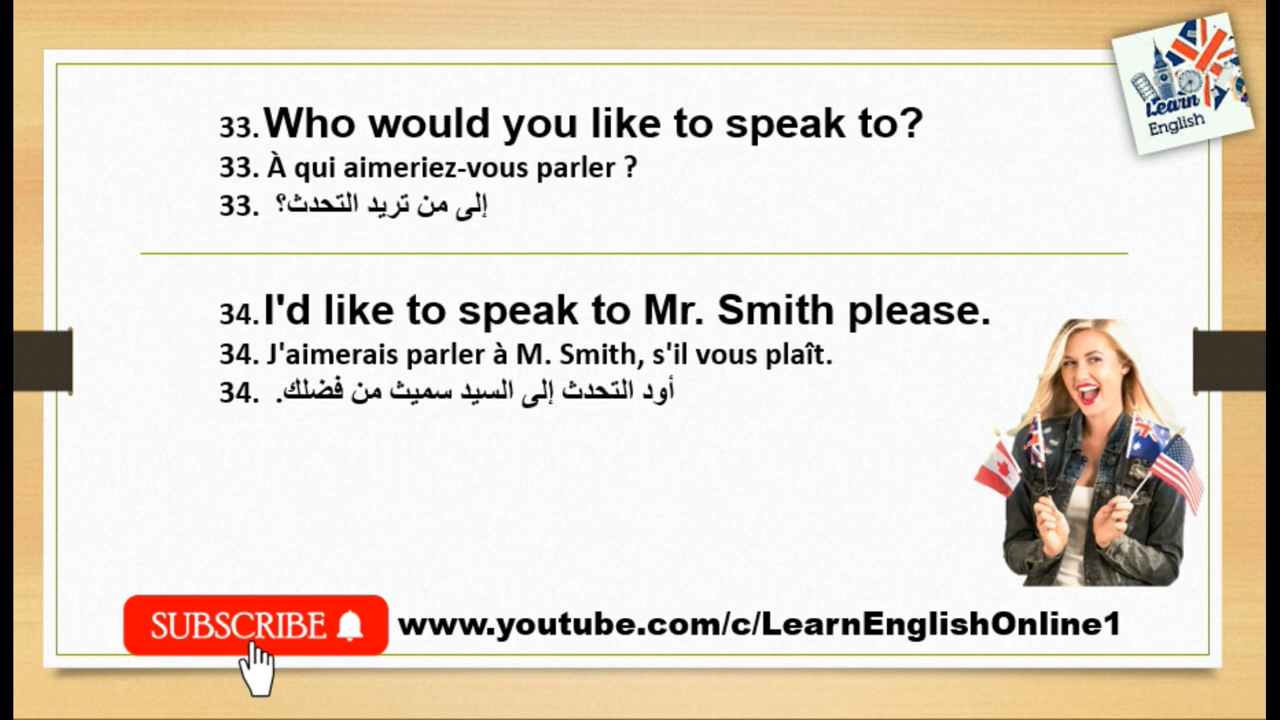 Learn
English
33. Who would you like to speak to?
33. À qui aimeriez-vous parler ?
33. إلى من تريد التحدث؟
34. I'd like to speak to Mr. Smith please.
34. J'aimerais parler à M. Smith, s'il vous plaît.
34. أود التحدث إلى السيد سميث من فضلك.
SUBSCRIBE
www.youtube.com/c/LearnEnglishOnline1